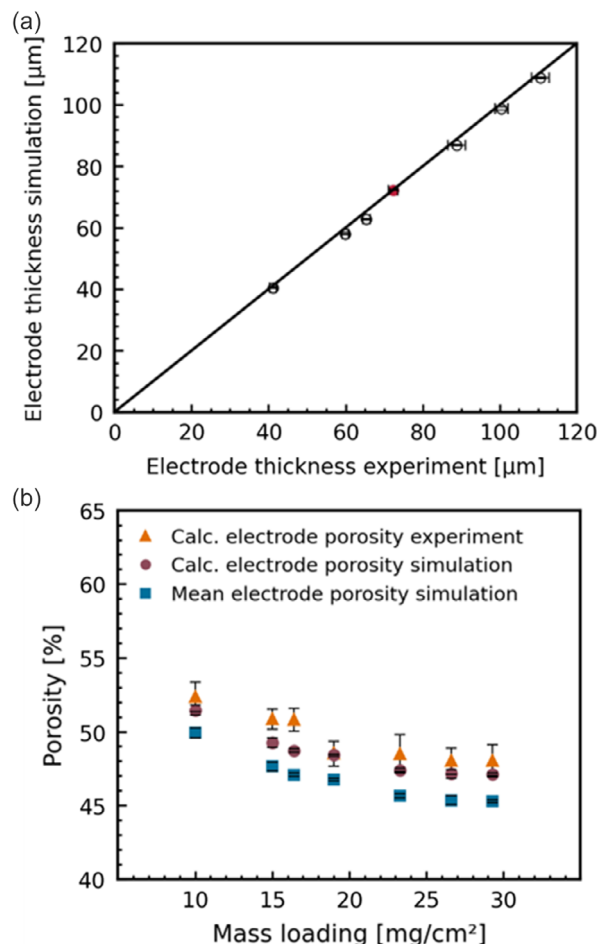 (a)
120
100
80
60
40
20
0
Electrode thickness simulation [µm]
0 20 40 60 80 100 120
Electrode thickness experiment [µm]
(b)
65
60
55
50
45
40
Porosity [%]
Calc. electrode porosity experiment
Calc. electrode porosity simulation
Mean electrode porosity simulation
10 15 20 25 30
Mass loading [mg/cm²]